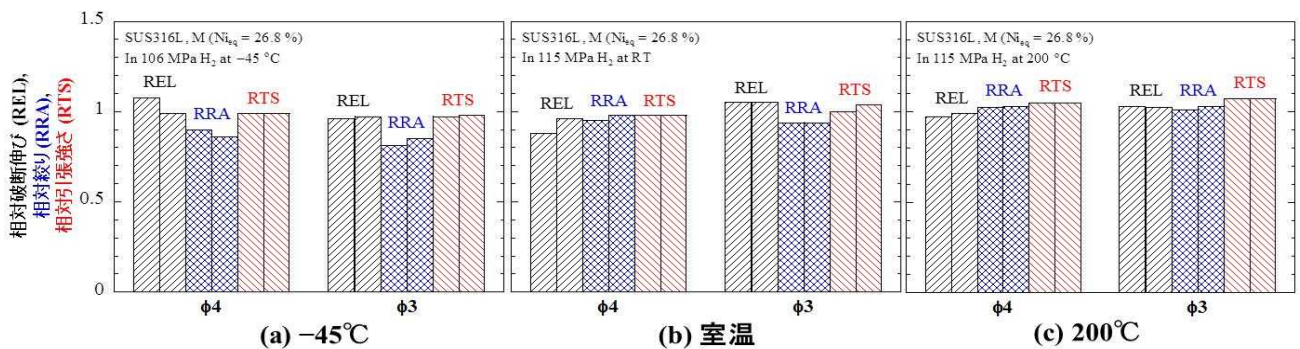 相対破断伸び (REL),
相対絞り (RRA),
相対引張強さ (RTS)
1.5
1
0.5
0
SUS316L, M (Nieq = 26.8 %)
In 106 MPa H2 at −45 °C
REL
RRA
RTS
REL
RRA
RTS
ϕ4
ϕ3
(a) −45℃
SUS316L, M (Nieq = 26.8 %)
In 115 MPa H2 at RT
REL
RRA
RTS
REL
RRA
RTS
ϕ4
ϕ3
(b) 室温
SUS316L, M (Nieq = 26.8 %)
In 115 MPa H2 at 200 °C
REL
RRA
RTS
REL
RRA
RTS
ϕ4
ϕ3
(c) 200℃